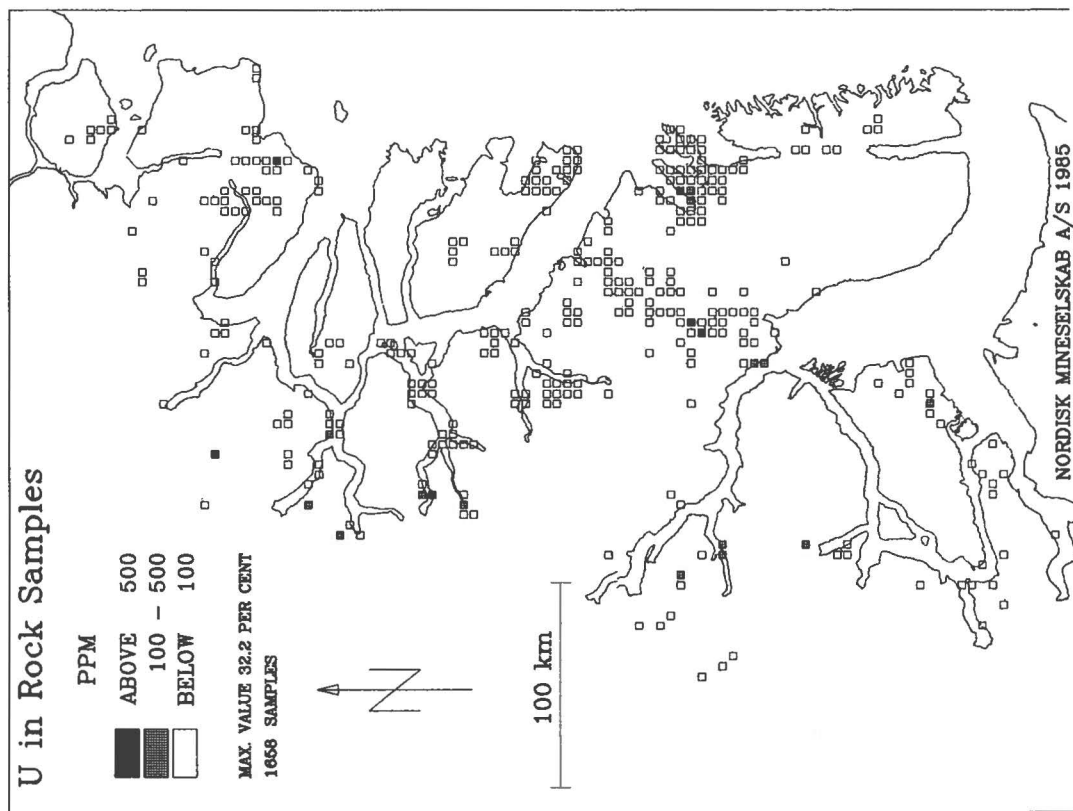 U in Rock Samples
PPM
ABOVE 500
100 - 500
BELOW 100
MAX. VALUE 32.2 PER CENT
1658 SAMPLES
N
100 km
NORDISK MINESELSKAB A/S 1985